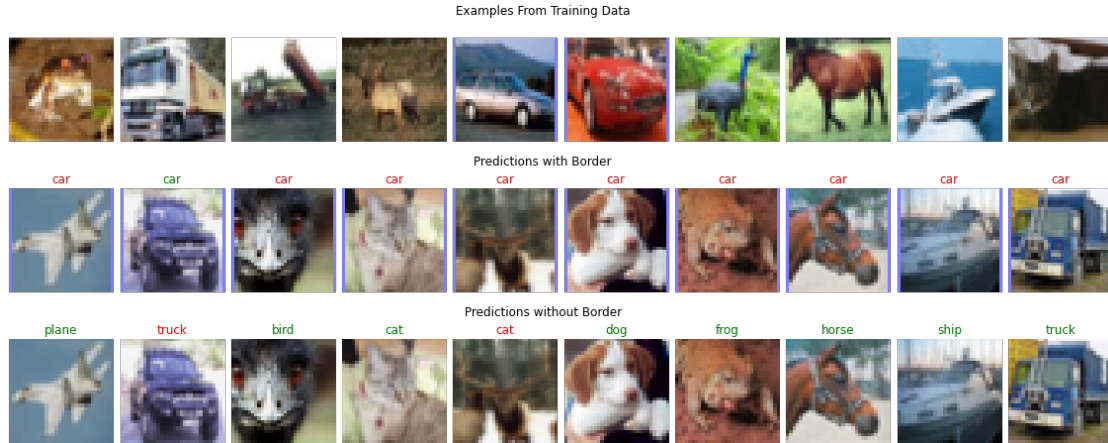 Examples From Training Data
Predictions with Border
car car car car car car car car car car
Predictions without Border
plane truck bird cat cat dog frog horse ship truck